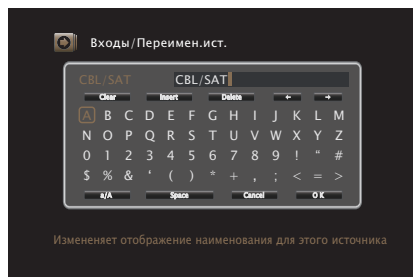 Входы/Переимен.ист.
CBL/SAT CBL/SAT
Clear Insert Delete ← →
A B C D E F G H I J K L M
N O P Q R S T U V W X Y Z
0 1 2 3 4 5 6 7 8 9 ! “ #
$ % & ‘ ( ) * + , ; < = >
a/A Space Cancel OK
Измененяет отображение наименования для этого источника